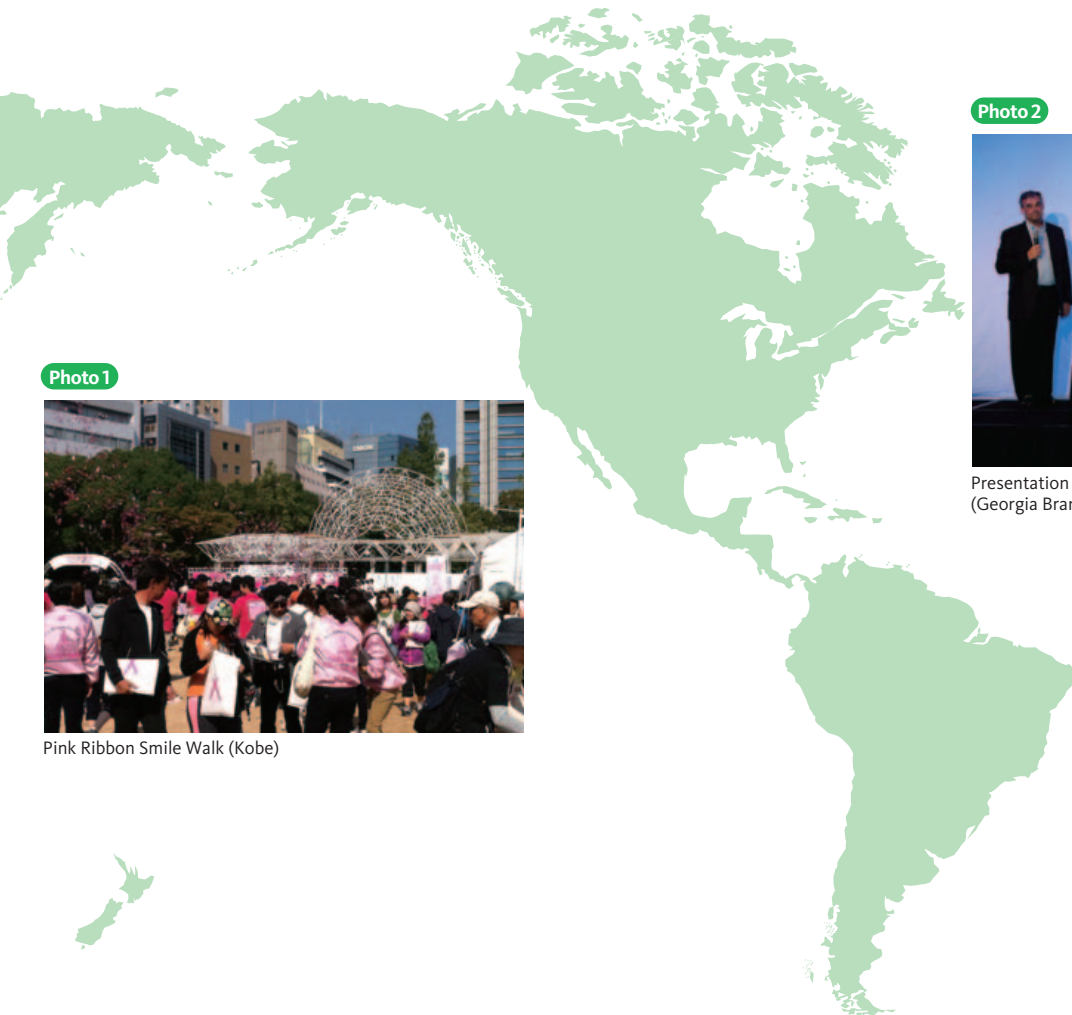 Photo 2
Photo 1
Presentation
(Georgia Bran
Pink Ribbon Smile Walk (Kobe)